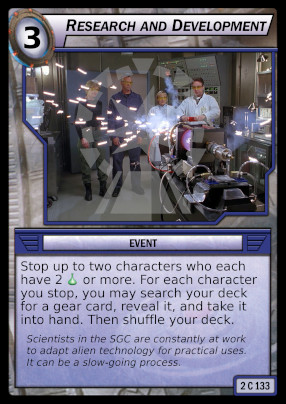 3
RESEARCH AND DEVELOPMENT
EVENT
Stop up to two characters who each
have 2 or more. For each character
you stop, you may search your deck
for a gear card, reveal it, and take it
into hand. Then shuffle your deck.
Scientists in the SGC are constantly at work
to adapt alien technology for practical uses.
It can be a slow-going process.
2 C 133